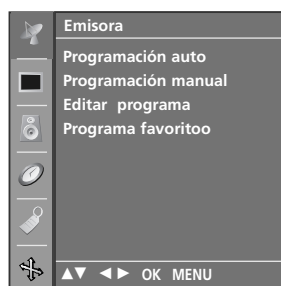 Emisora
Programación auto
Programación manual
Editar programa
Programa favoritoo
▲▼ ◄► OK MENU